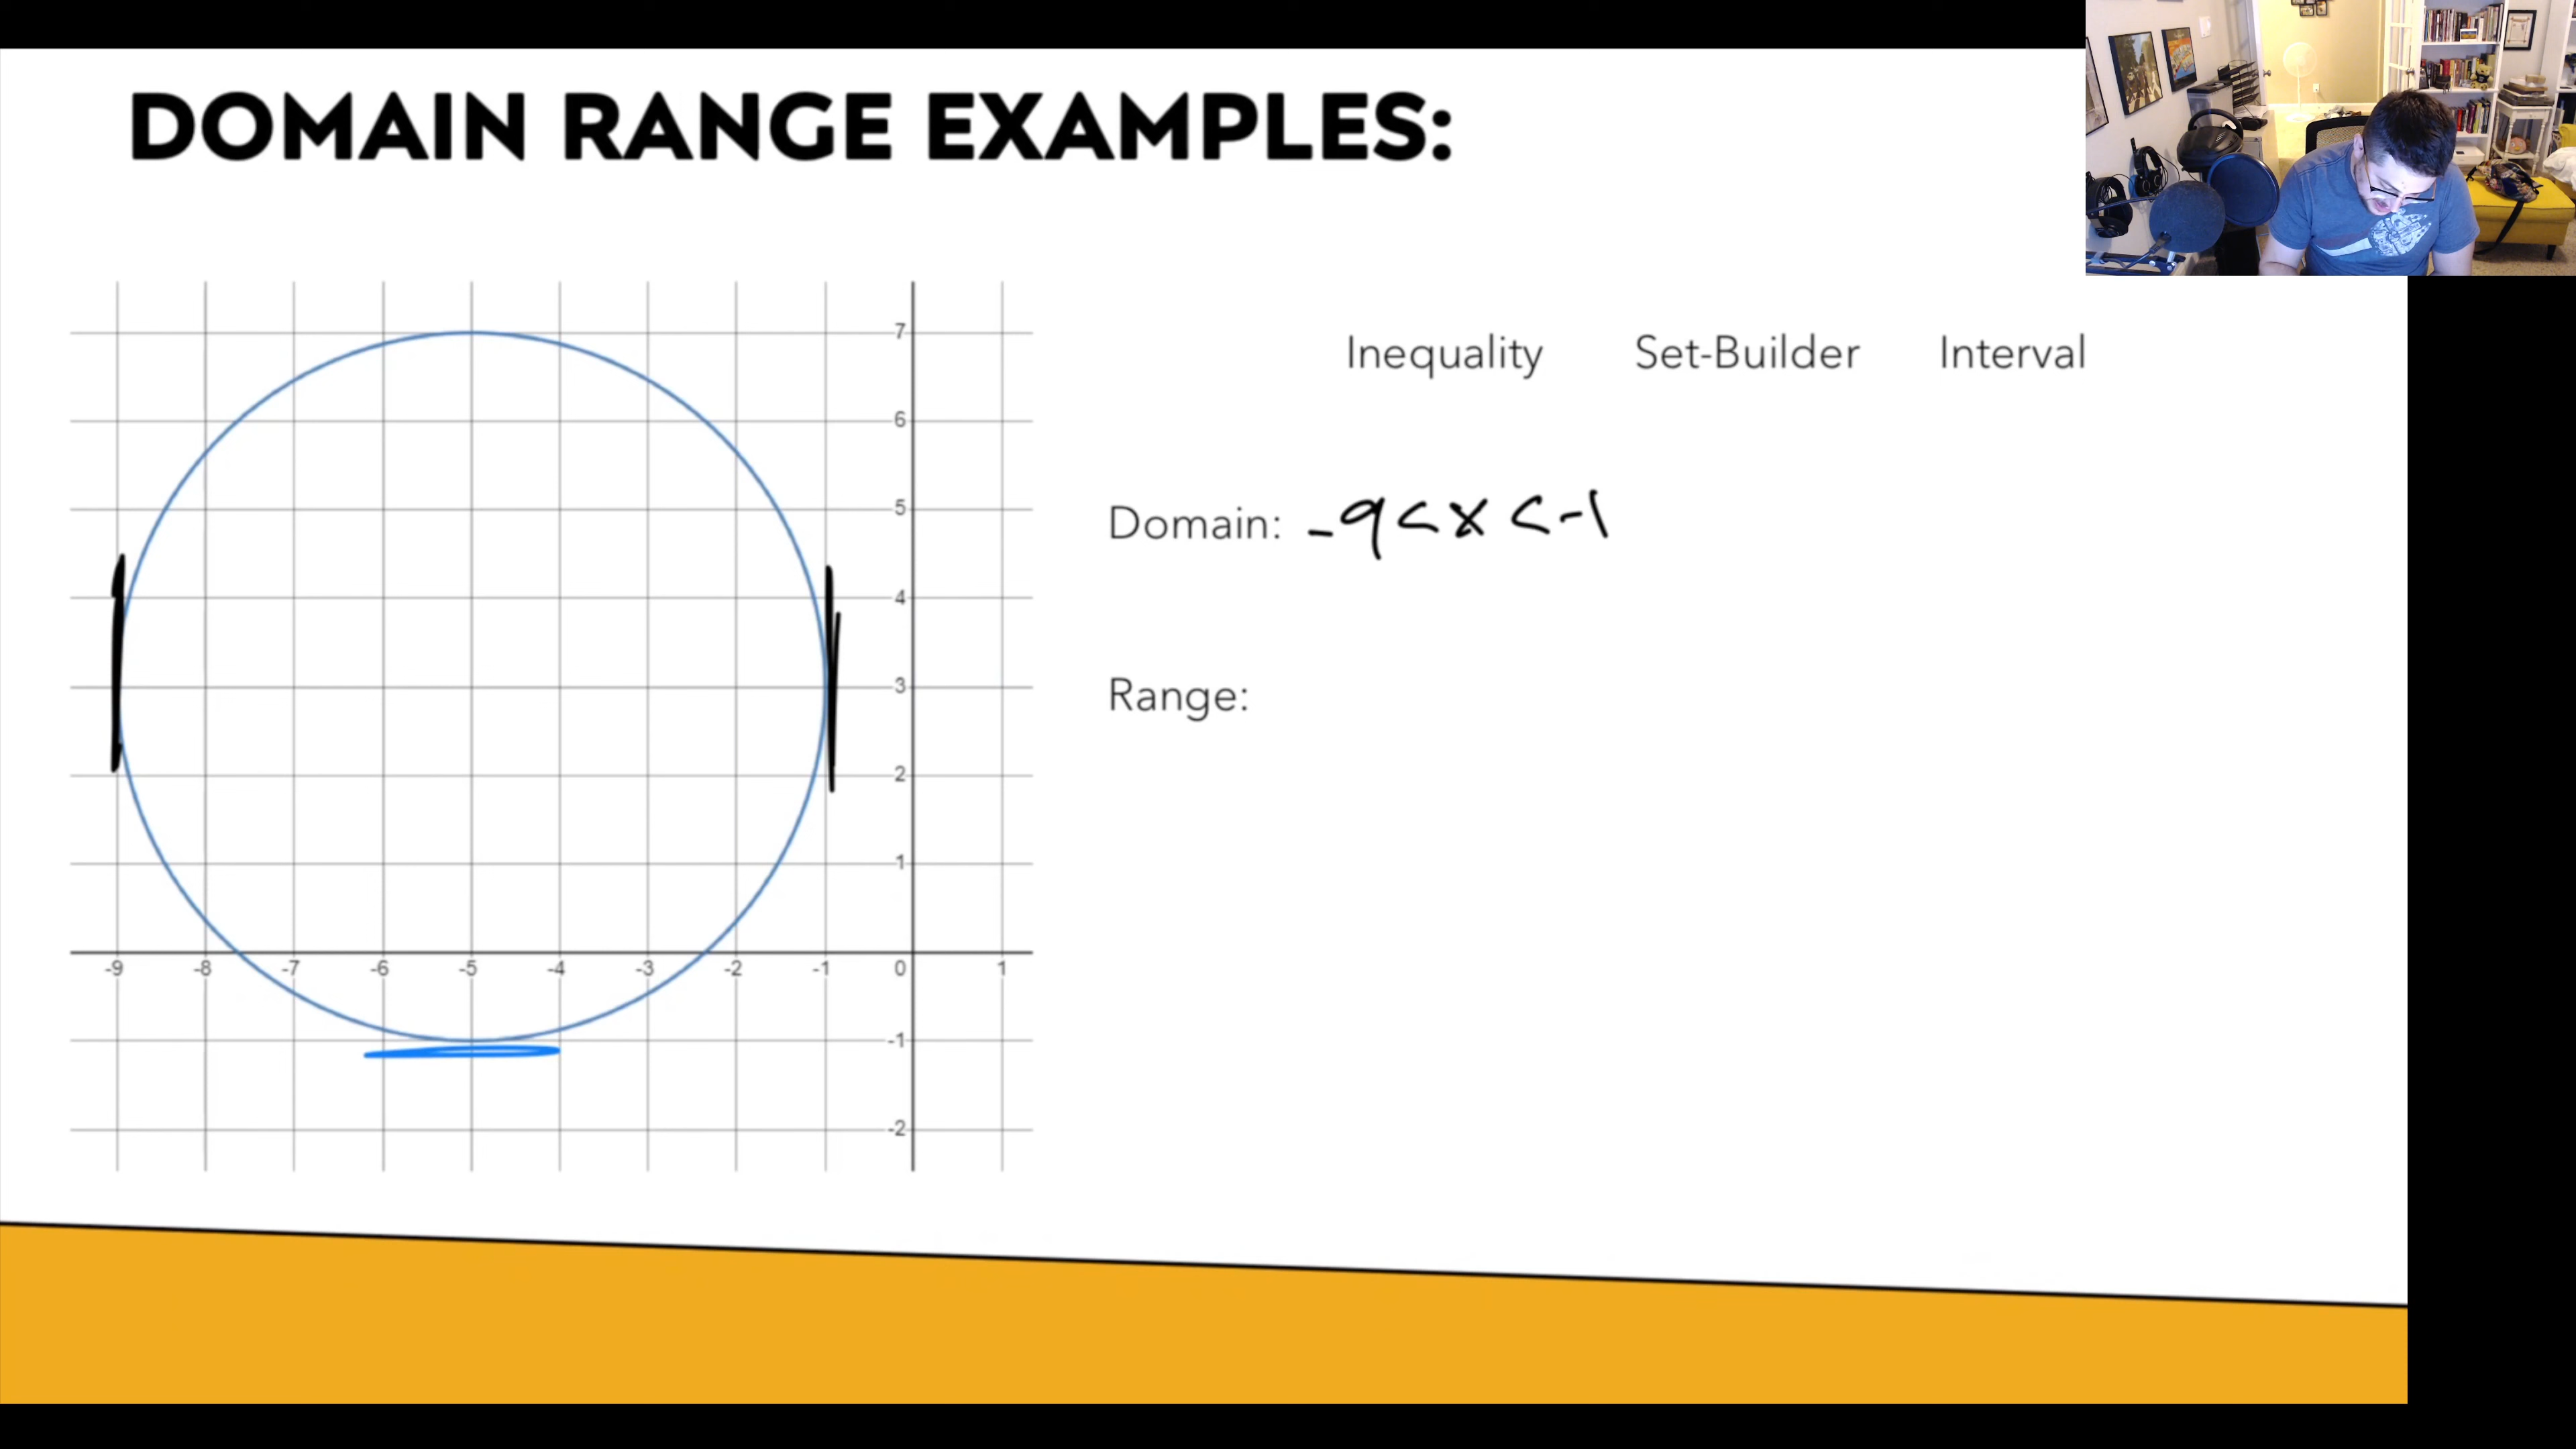 DOMAIN RANGE EXAMPLES:
Inequality Set-Builder Interval
Domain: -9<x<-1
Range:
7
6
5
4
3
2
1
-9 -8 -7 -6 -5 -4 -3 -2 -1 0 1
-1
-2